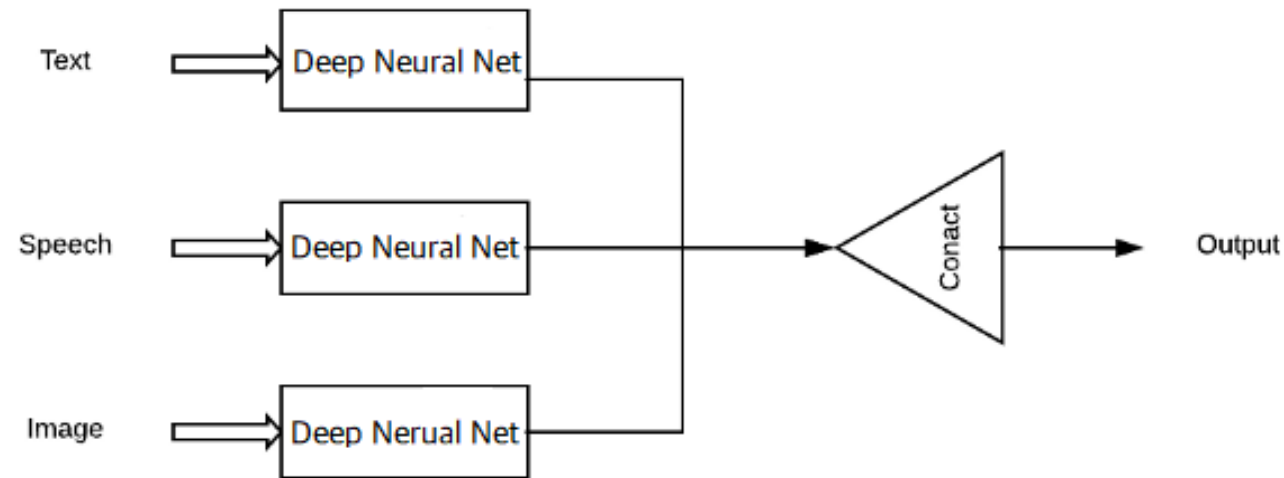 Text
Deep Neural Net
Speech
Deep Neural Net
Conact
Output
Image
Deep Nerual Net